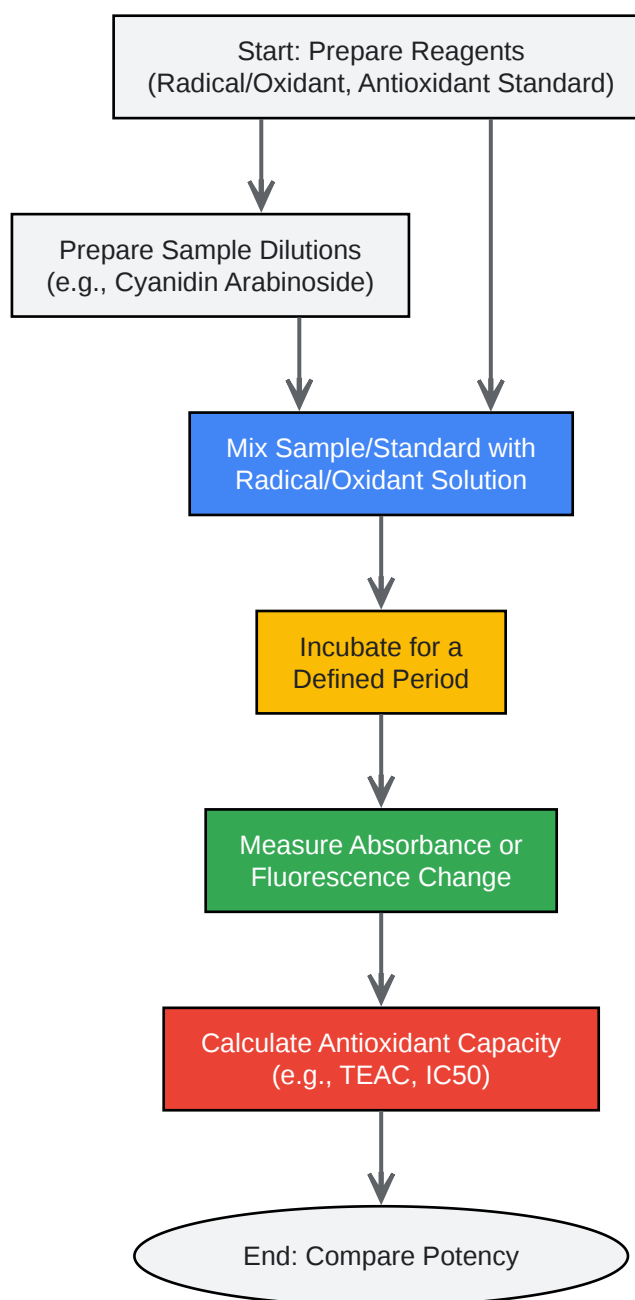 Start: Prepare Reagents
(Radical/Oxidant, Antioxidant Standard)
Prepare Sample Dilutions
(e.g., Cyanidin Arabinoside)
Mix Sample/Standard with
Radical/Oxidant Solution
Incubate for a
Defined Period
Measure Absorbance or
Fluorescence Change
Calculate Antioxidant Capacity
(e.g., TEAC, IC50)
End: Compare Potency